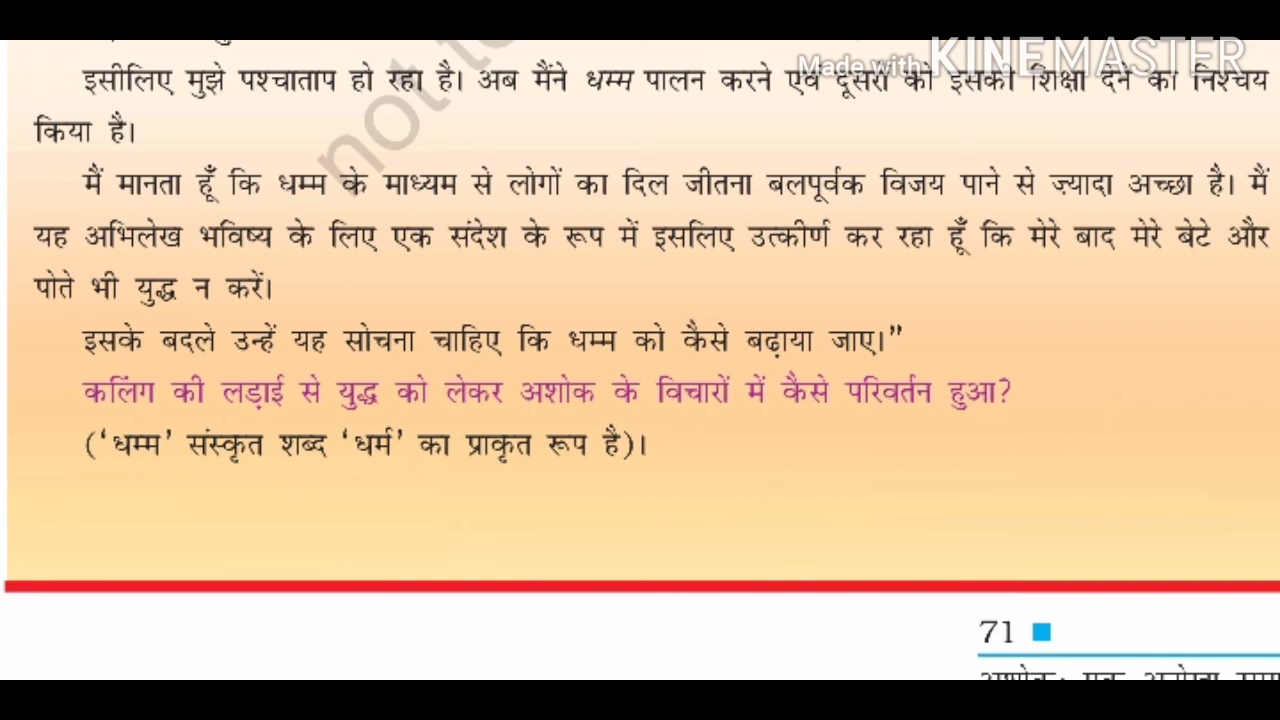 Made with KINEMASTER
इसीलिए मुझे पश्चाताप हो रहा है। अब मैंने धम्म पालन करने एवं दूसरों को इसकी शिक्षा देने का निश्चय
किया है।
मैं मानता हूँ कि धम्म के माध्यम से लोगों का दिल जीतना बलपूर्वक विजय पाने से ज़्यादा अच्छा है। मैं
यह अभिलेख भविष्य के लिए एक संदेश के रूप में इसलिए उत्कीर्ण कर रहा हूँ कि मेरे बाद मेरे बेटे और
पोते भी युद्ध न करें।
इसके बदले उन्हें यह सोचना चाहिए कि धम्म को कैसे बढ़ाया जाए।”
कलिंग की लड़ाई से युद्ध को लेकर अशोक के विचारों में कैसे परिवर्तन हुआ?
(‘धम्म’ संस्कृत शब्द ‘धर्म’ का प्राकृत रूप है)।
not to
71